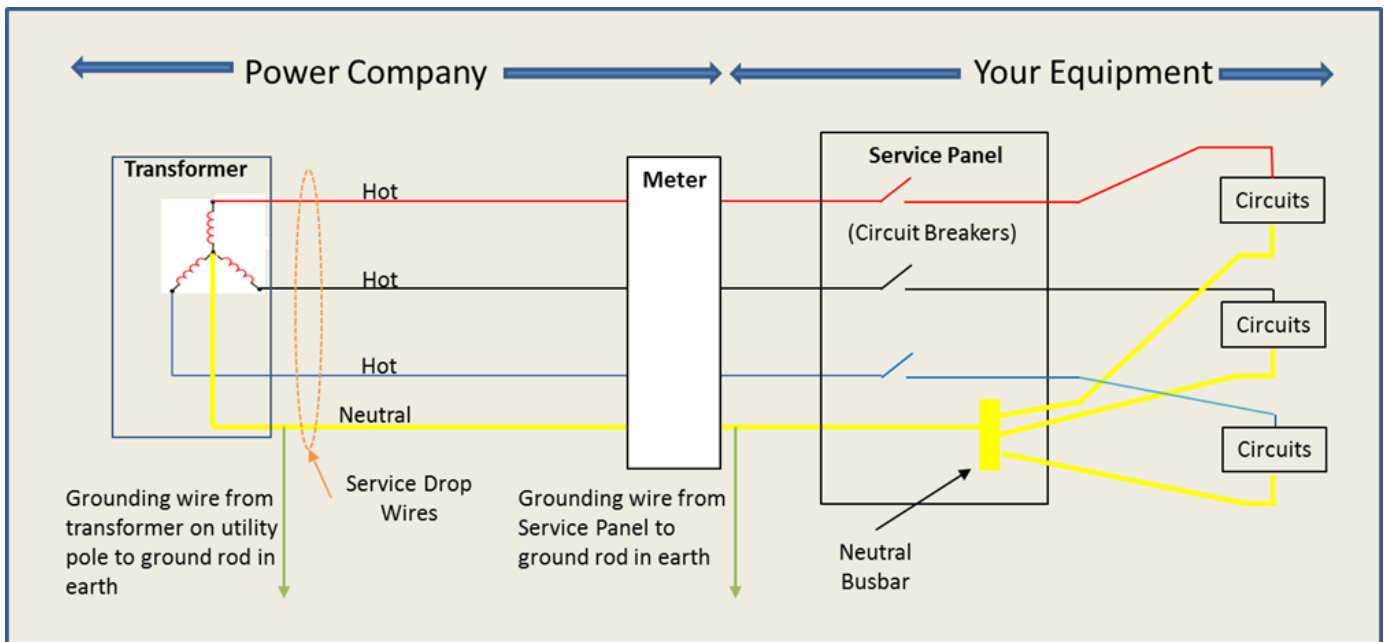 Power Company
Your Equipment
Transformer
Hot
Meter
Service Panel
Circuits
(Circuit Breakers)
Hot
Circuits
Hot
Neutral
Circuits
Grounding wire from
transformer on utility
pole to ground rod in
earth
Service Drop
Wires
Grounding wire from
Service Panel to
ground rod in earth
Neutral
Busbar